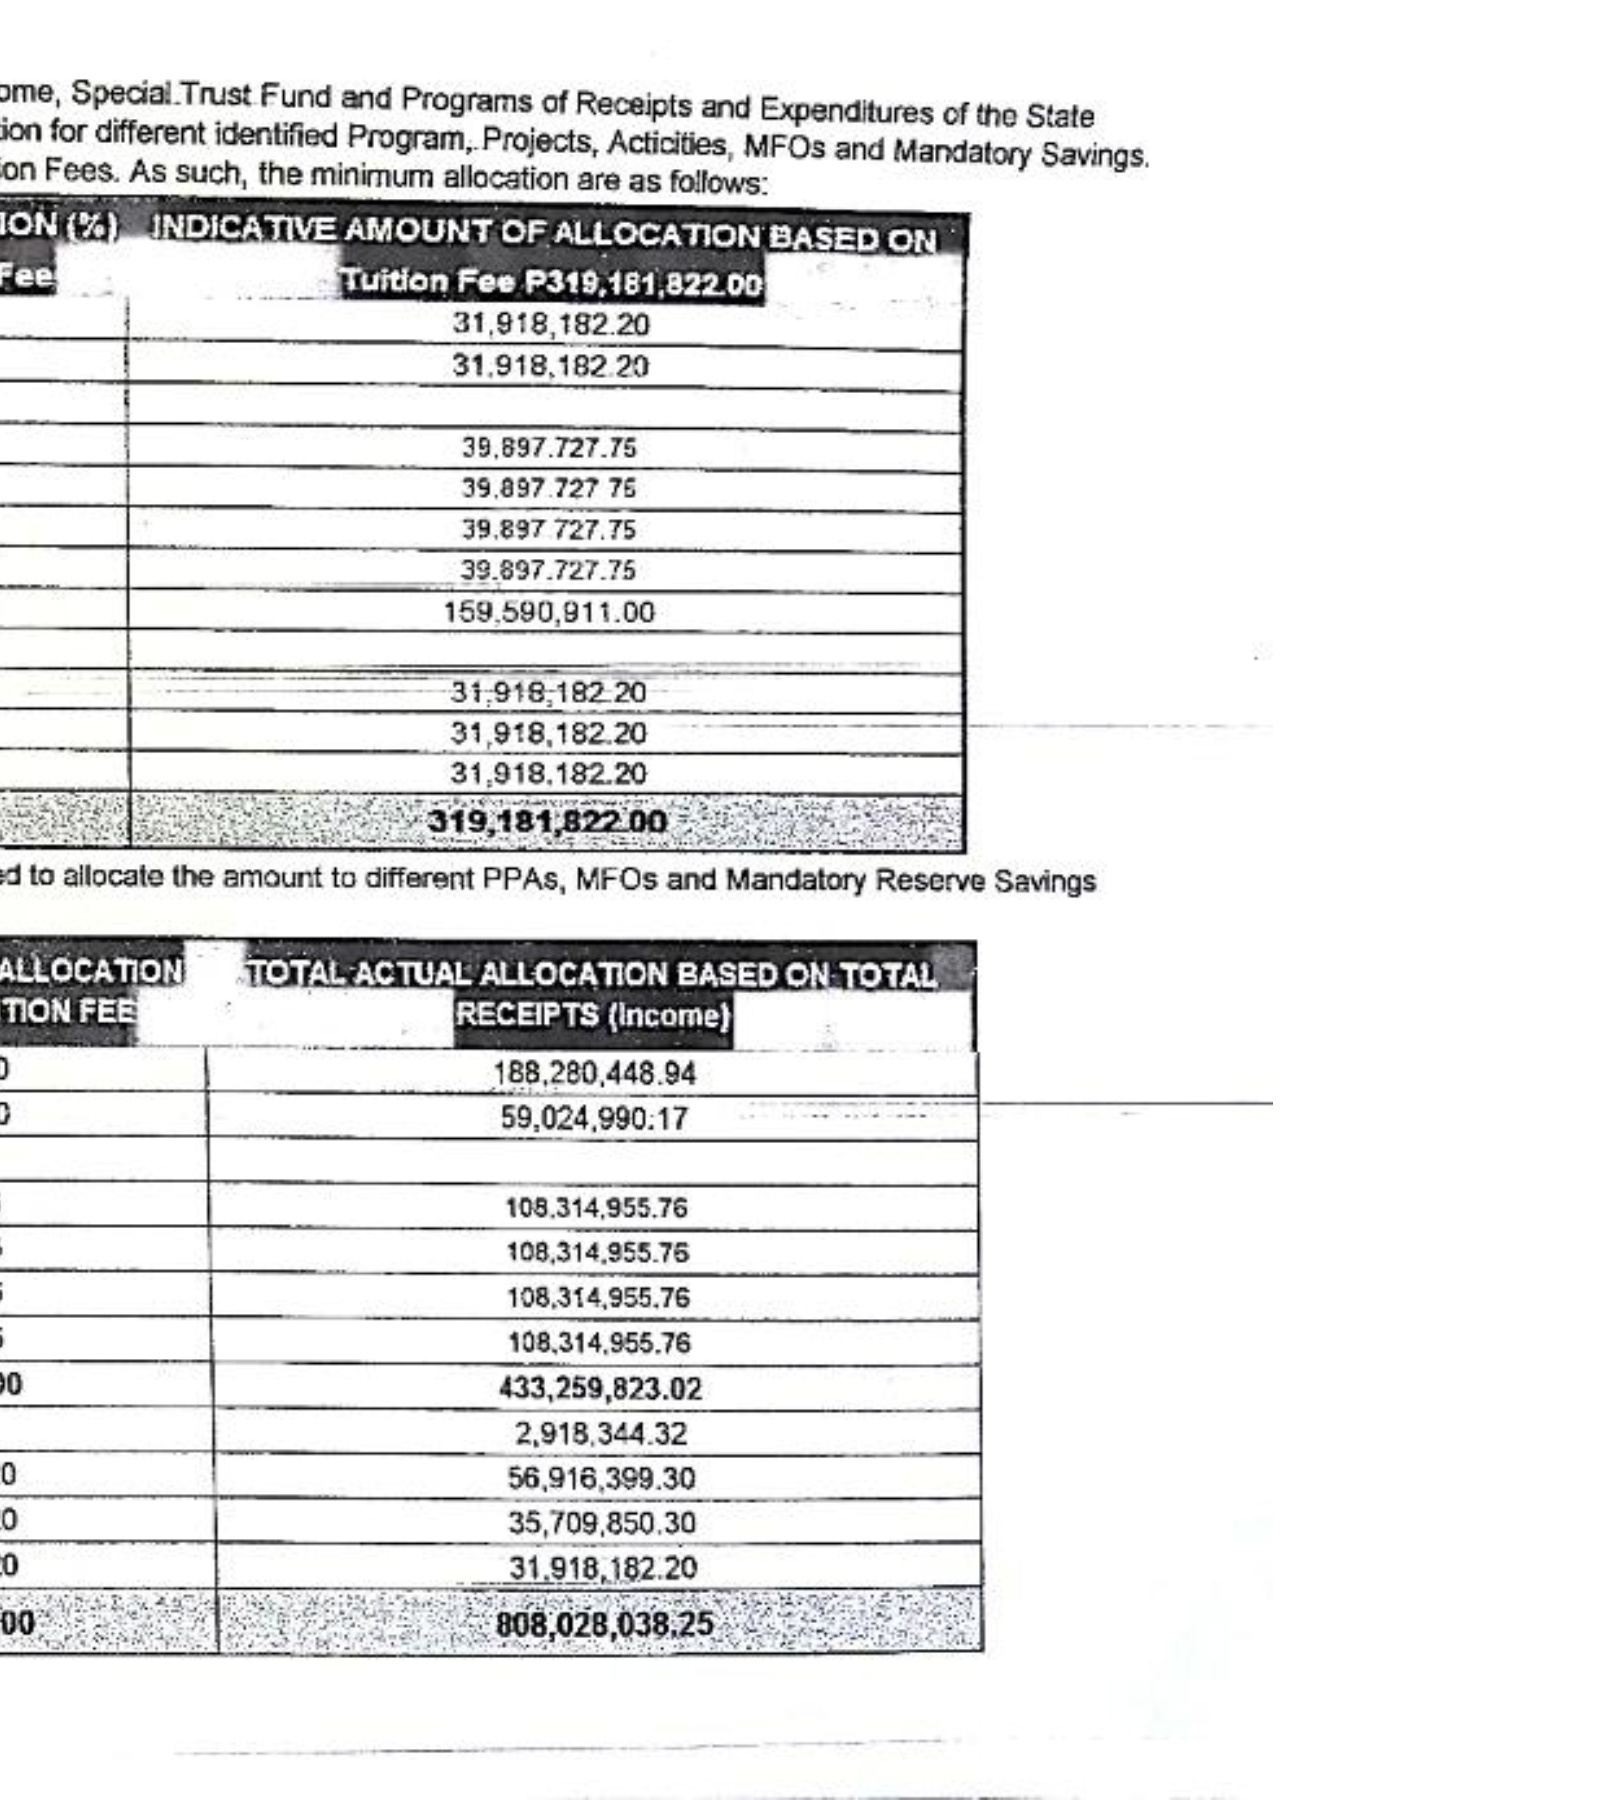 ome, Special Trust Fund and Programs of Receipts and Expenditures of the State
ion for different identified Program, Projects, Acticities, MFOs and Mandatory Savings.
on Fees. As such, the minimum allocation are as follows:
ION (%) INDICATIVE AMOUNT OF ALLOCATION BASED ON
Fee Tuition Fee P319,181,822.00
31,918,182.20
31,918,182.20
39,897.727.75
39,897.727 75
39,897 727.75
39,897.727.75
159,590,911.00
31,918,182.20
31,918,182.20
31,918,182.20
319,181,822.00
ed to allocate the amount to different PPAs, MFOs and Mandatory Reserve Savings
ALLOCATION TOTAL ACTUAL ALLOCATION BASED ON TOTAL
TION FEE RECEIPTS (Income)
0 188,280,448.94
0 59,024,990.17
108,314,955.76
108,314,955.76
5 108,314,955.76
5 108,314,955.76
00 433,259,823.02
2,918,344.32
0 56,916,399.30
0 35,709,850.30
20 31,918,182.20
00 808,028,038.25